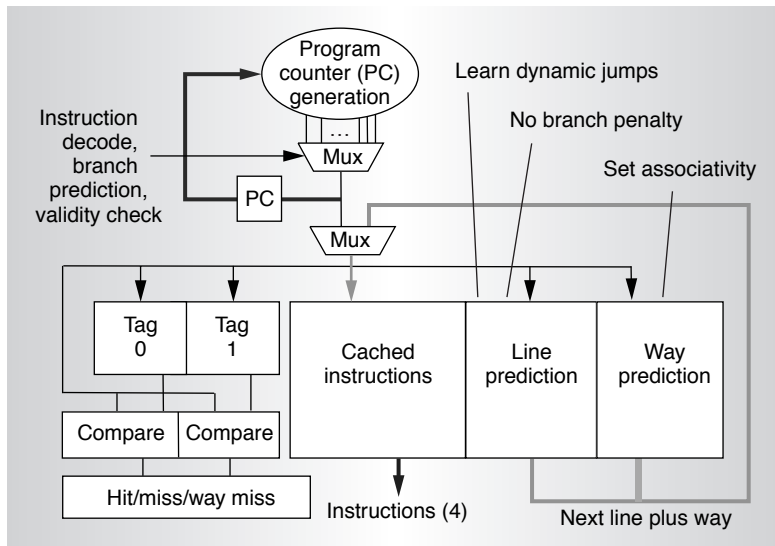 Program
counter (PC)
generation
...
Mux
Instruction
decode,
branch
prediction,
validity check
PC
Mux
Learn dynamic jumps
No branch penalty
Set associativity
Tag
0
Tag
1
Cached
instructions
Line
prediction
Way
prediction
Compare
Compare
Hit/miss/way miss
Instructions (4)
Next line plus way